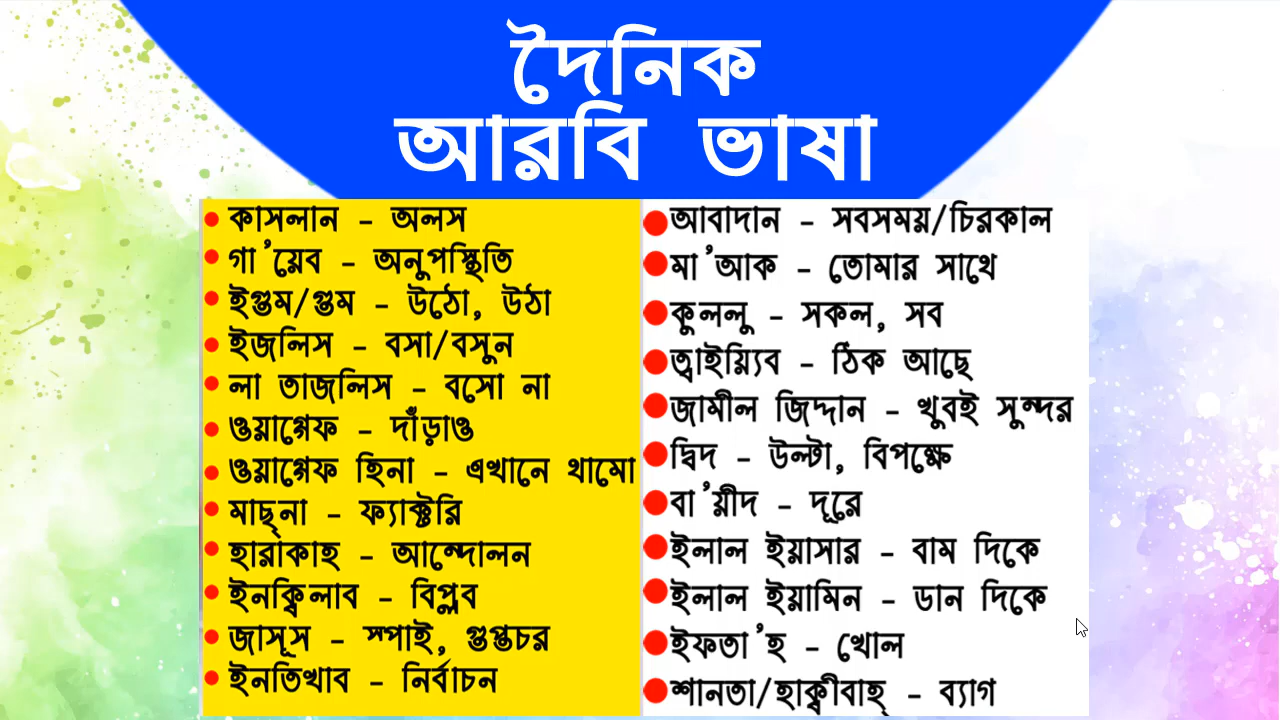 দৈনিক
আরবি ভাষা
কাসলান - অলস
গা'য়েব - অনুপস্থিতি
ইগুম/গুম - উঠো, উঠা
ইজলিস - বসা/বসুন
লা তাজলিস - বসো না
ওয়াগেফ - দাঁড়াও
ওয়াগেফ হিনা - এখানে থামো
মাছ্না - ফ্যাক্টরি
হারাকাহ - আন্দোলন
ইনক্বিলাব - বিপ্লব
জাসূস - স্পাই, গুপ্তচর
ইনতিখাব - নির্বাচন
আবাদান - সবসময়/চিরকাল
মা'আক - তোমার সাথে
কুললু - সকল, সব
ত্বাইয়্যিব - ঠিক আছে
জামীল জিদ্দান - খুবই সুন্দর
দ্বিদ - উল্টা, বিপক্ষে
বা'য়ীদ - দূরে
ইলাল ইয়াসার - বাম দিকে
ইলাল ইয়ামিন - ডান দিকে
ইফতা'হ - খোল
শানতা/হাক্বীবাহ্ - ব্যাগ